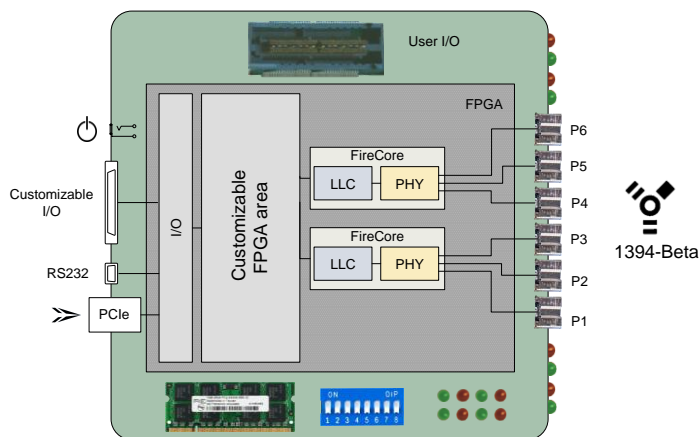 User I/O
FPGA
P6
FireCore
P5
LLC
PHY
P4
Customizable
I/O
I/O
Customizable
FPGA area
FireCore
P3
1394-Beta
RS232
LLC
PHY
P2
PCIe
P1
ON
DIP
1 2 3 4 5 6 7 8